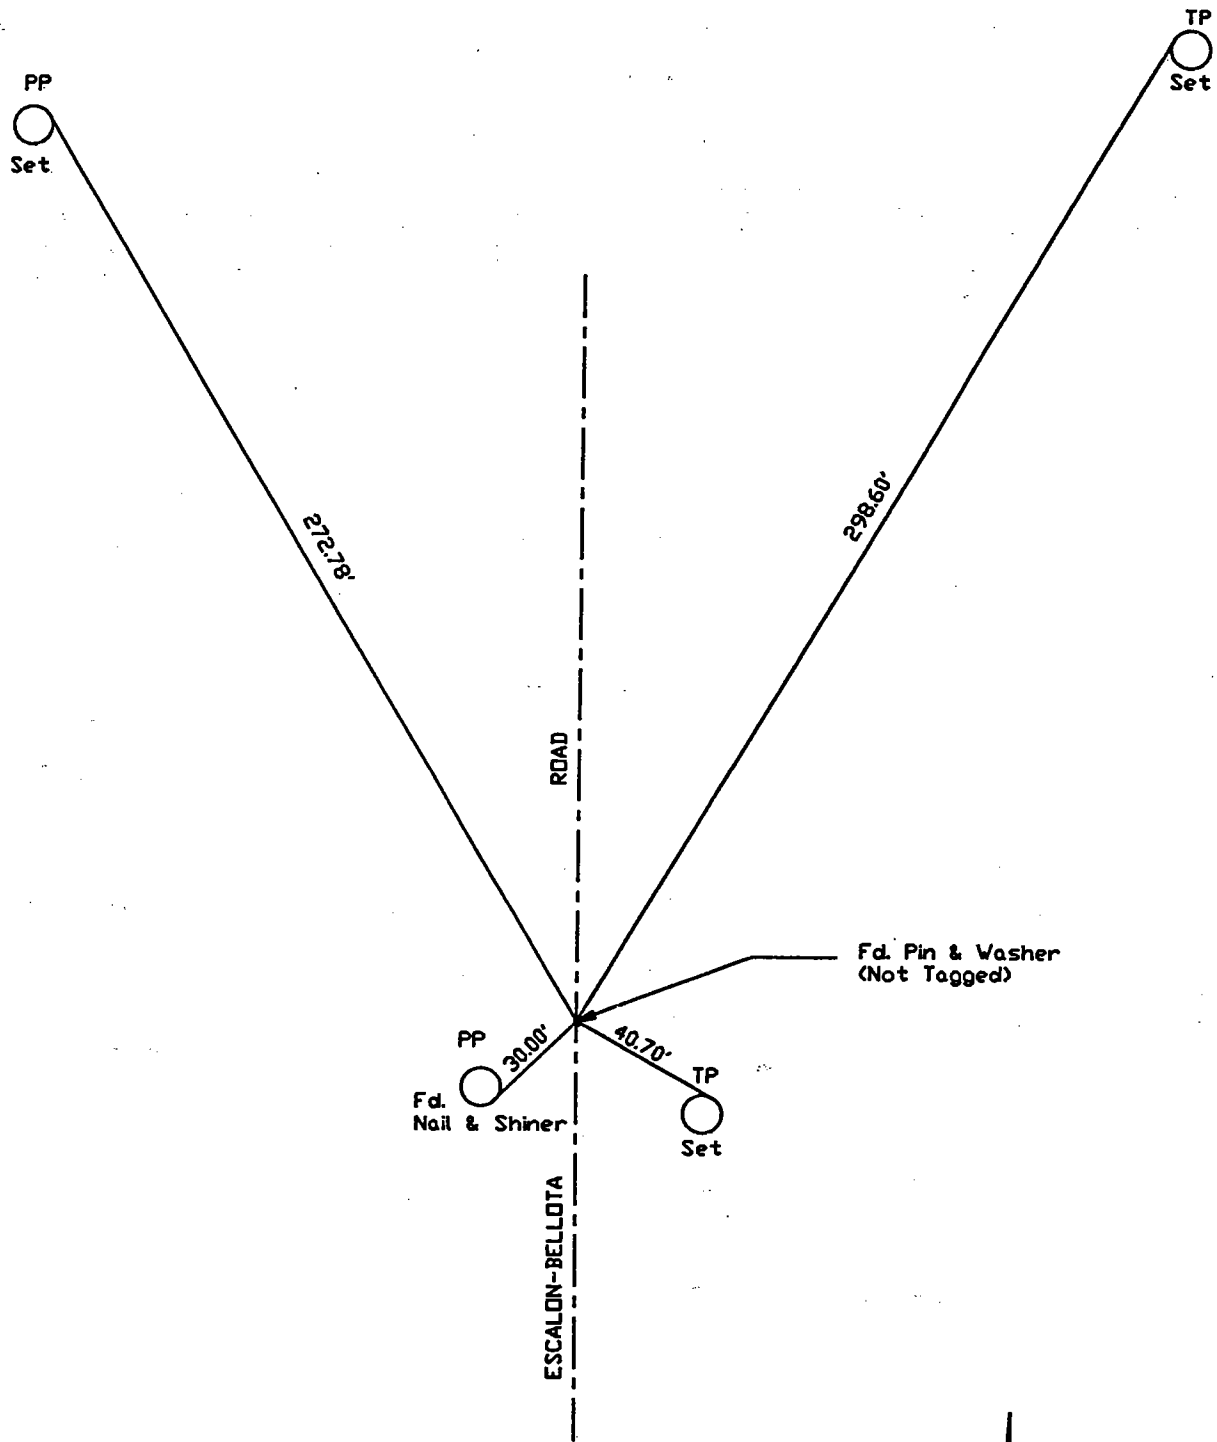 TP
Set
PP
Set
272.78'
298.60'
ROAD
Fd. Pin & Washer
(Not Tagged)
PP
30.00'
40.70'
TP
Fd.
Nail & Shiner
Set
ESCALON-BELLOTA